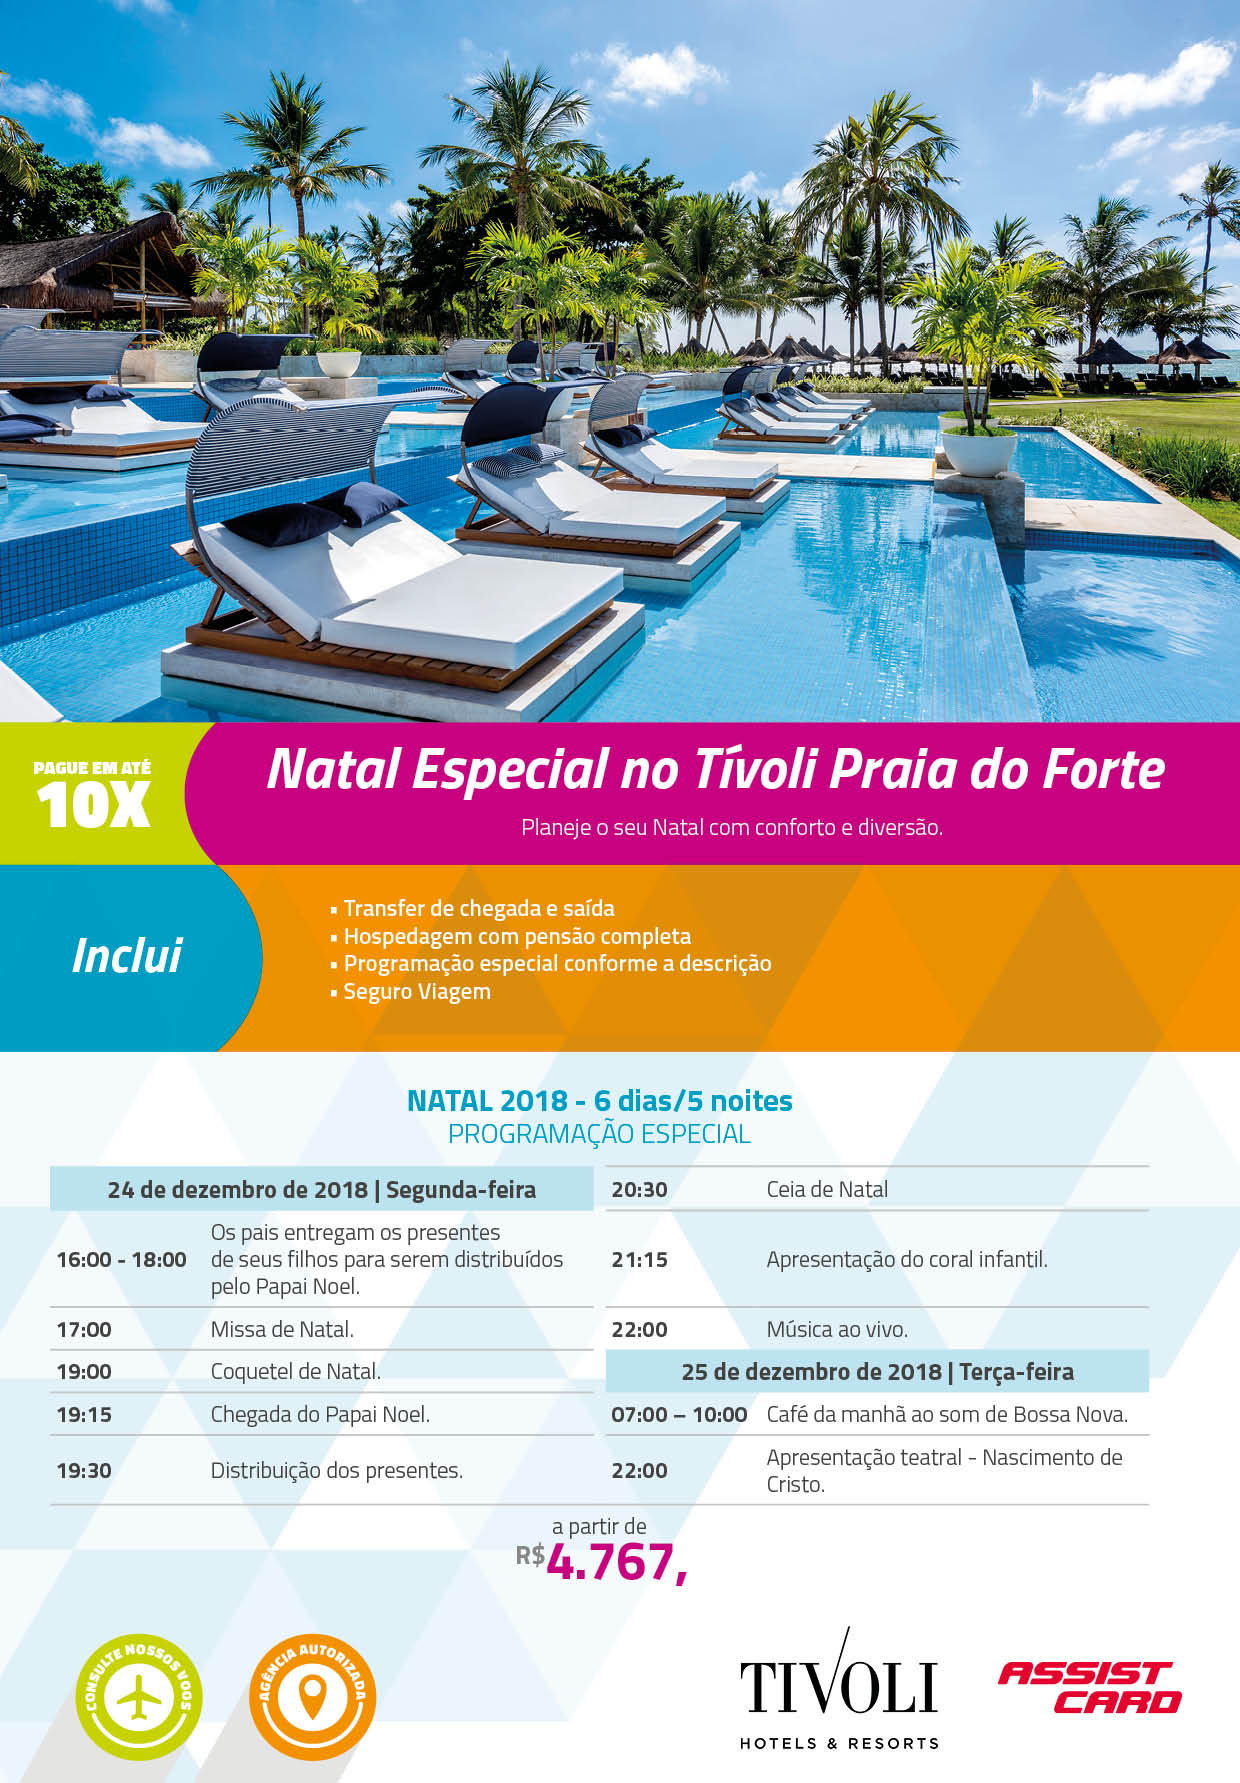 PAGUE EM ATÉ
10X
Natal Especial no Tívoli Praia do Forte
Planeje o seu Natal com conforto e diversão.
Inclui
• Transfer de chegada e saída
• Hospedagem com pensão completa
• Programação especial conforme a descrição
• Seguro Viagem
NATAL 2018 - 6 dias/5 noites
PROGRAMAÇÃO ESPECIAL
24 de dezembro de 2018 | Segunda-feira
16:00 - 18:00 Os pais entregam os presentes
de seus filhos para serem distribuídos
pelo Papai Noel.
17:00 Missa de Natal.
19:00 Coquetel de Natal.
19:15 Chegada do Papai Noel.
19:30 Distribuição dos presentes.
20:30 Ceia de Natal
21:15 Apresentação do coral infantil.
22:00 Música ao vivo.
25 de dezembro de 2018 | Terça-feira
07:00 – 10:00 Café da manhã ao som de Bossa Nova.
22:00 Apresentação teatral - Nascimento de
Cristo.
a partir de
R$4.767,
CONSULTE NOSSOS VOOS
AGÊNCIA AUTORIZADA
TIVOLI
HOTELS & RESORTS
ASSIST
CARD